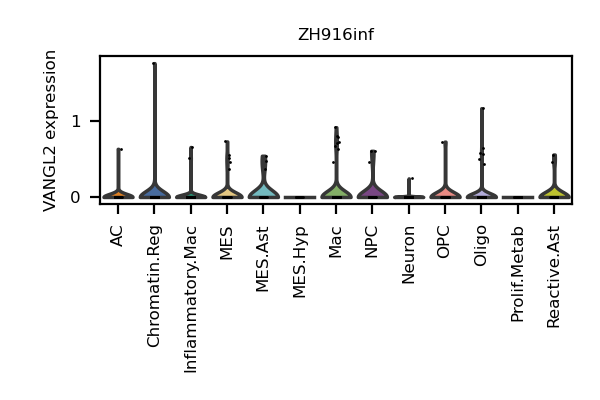 ZH916inf
VANGL2 expression
1
0
AC
Chromatin.Reg
Inflammatory.Mac
MES
MES.Ast
MES.Hyp
Mac
NPC
Neuron
OPC
Oligo
Prolif.Metab
Reactive.Ast